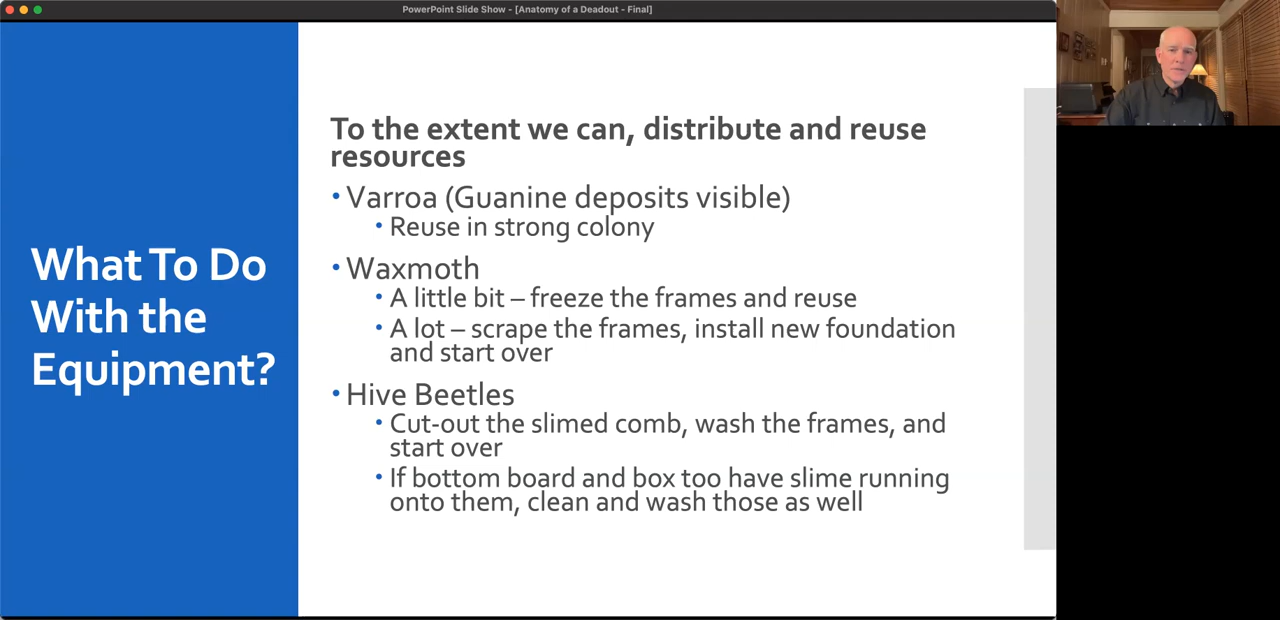 PowerPoint Slide Show - [Anatomy of a Deadout - Final]
What To Do
With the
Equipment?
To the extent we can, distribute and reuse
resources
• Varroa (Guanine deposits visible)
• Reuse in strong colony
• Waxmoth
• A little bit – freeze the frames and reuse
• A lot – scrape the frames, install new foundation
and start over
• Hive Beetles
• Cut-out the slimed comb, wash the frames, and
start over
• If bottom board and box too have slime running
onto them, clean and wash those as well